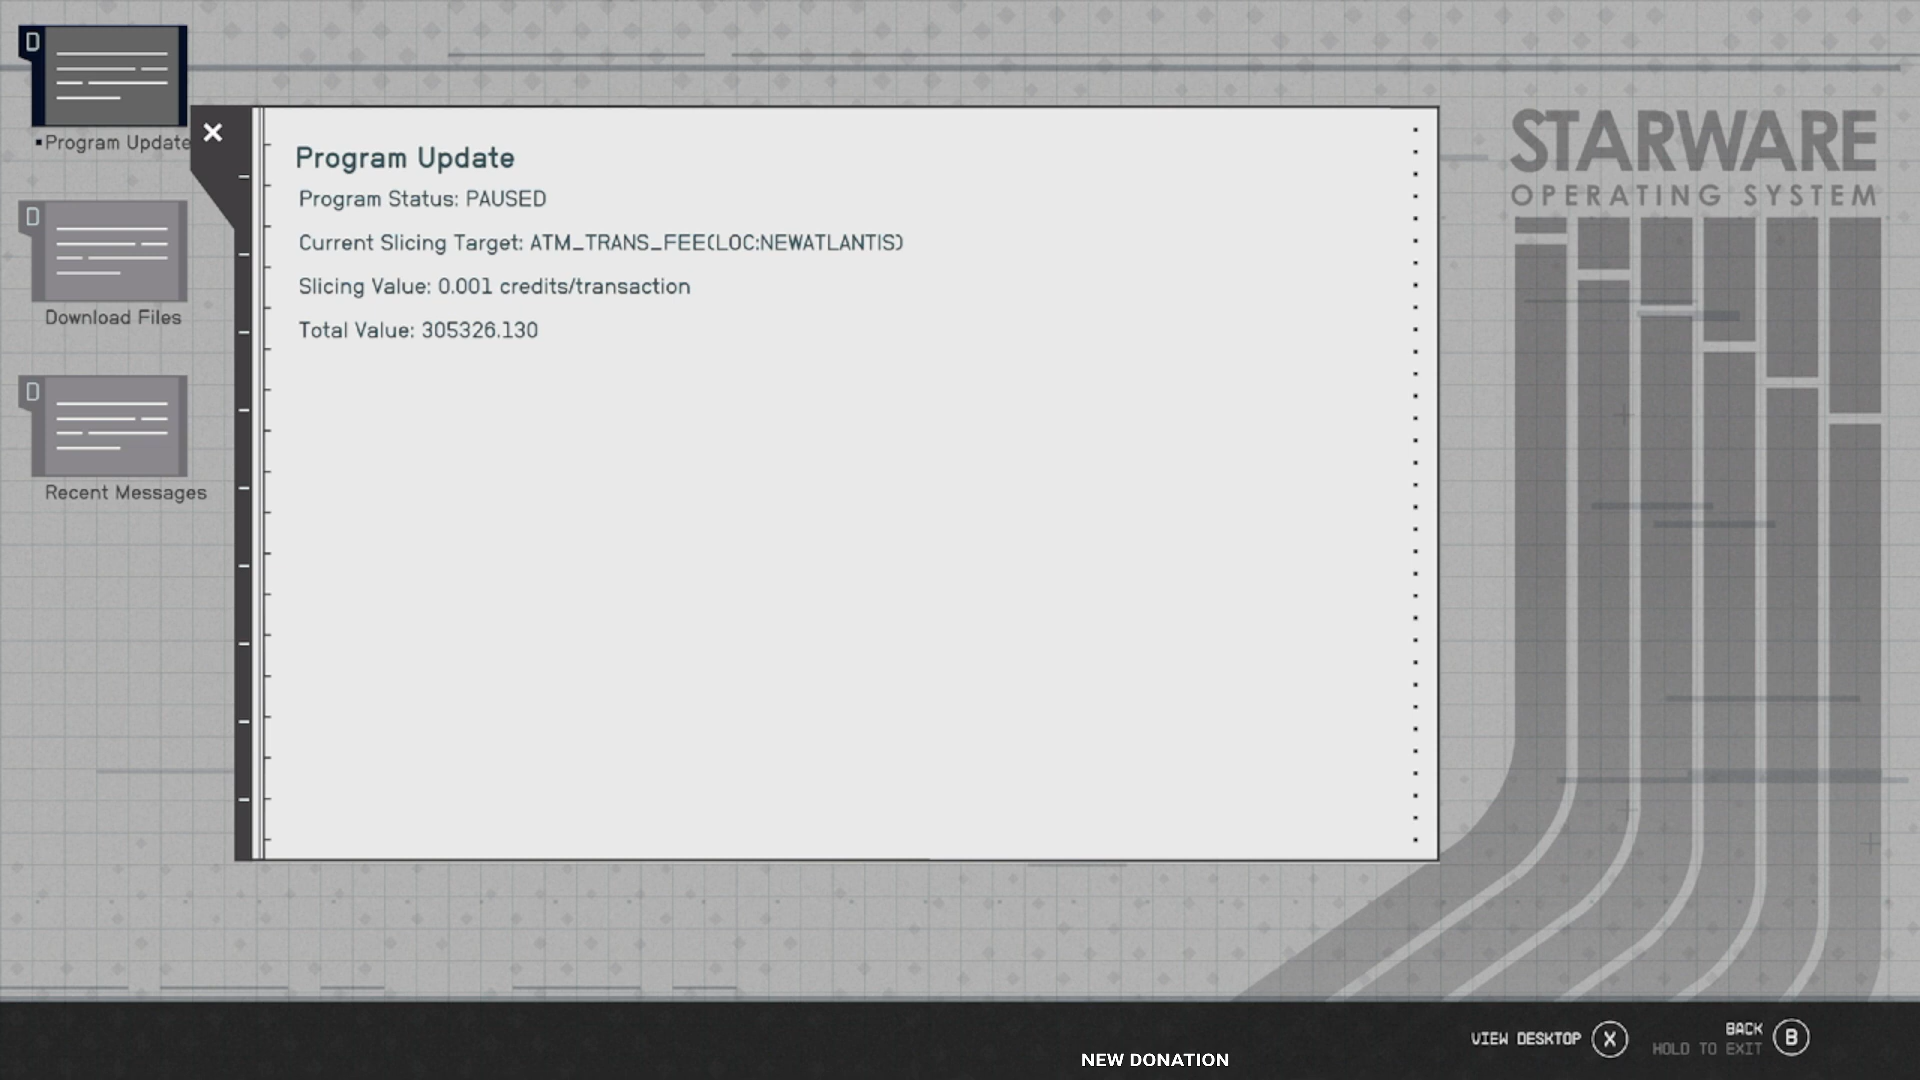 D
▪Program Update
D
Download Files
D
Recent Messages
×
Program Update
Program Status: PAUSED
Current Slicing Target: ATM_TRANS_FEE(LOC:NEWATLANTIS)
Slicing Value: 0.001 credits/transaction
Total Value: 305326.130
STARWARE
OPERATING SYSTEM
VIEW DESKTOP X
BACK B
HOLD TO EXIT
NEW DONATION